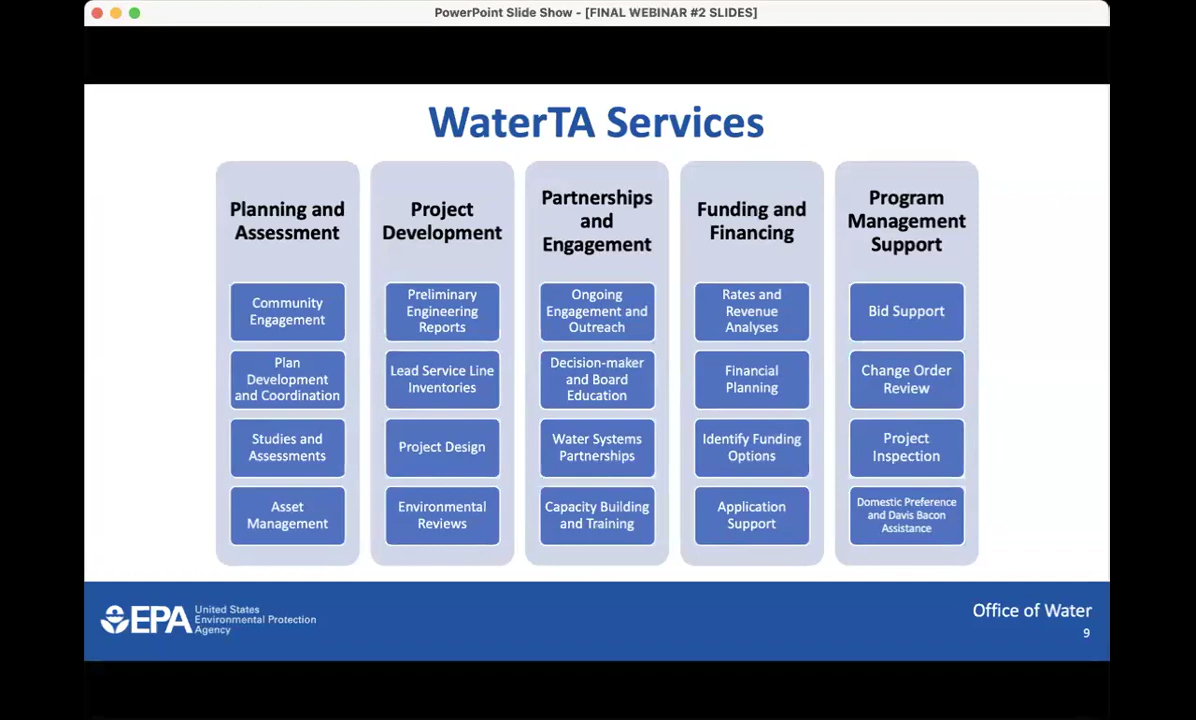 PowerPoint Slide Show - [FINAL WEBINAR #2 SLIDES]
WaterTA Services
Planning and
Assessment
Community
Engagement
Plan
Development
and Coordination
Studies and
Assessments
Asset
Management
Project
Development
Preliminary
Engineering
Reports
Lead Service Line
Inventories
Project Design
Environmental
Reviews
Partnerships
and
Engagement
Ongoing
Engagement and
Outreach
Decision-maker
and Board
Education
Water Systems
Partnerships
Capacity Building
and Training
Funding and
Financing
Rates and
Revenue
Analyses
Financial
Planning
Identify Funding
Options
Application
Support
Program
Management
Support
Bid Support
Change Order
Review
Project
Inspection
Domestic Preference
and Davis Bacon
Assistance
EPA
United States
Environmental Protection
Agency
Office of Water
9